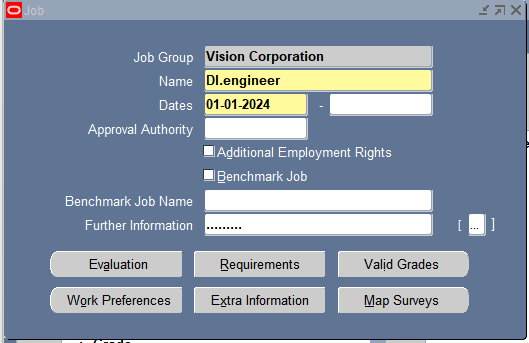 Job
Job Group Vision Corporation
Name DI.engineer
Dates 01-01-2024 -
Approval Authority
Additional Employment Rights
Benchmark Job
Benchmark Job Name
Further Information ......... [ ... ]
Evaluation Requirements Valid Grades
Work Preferences Extra Information Map Surveys